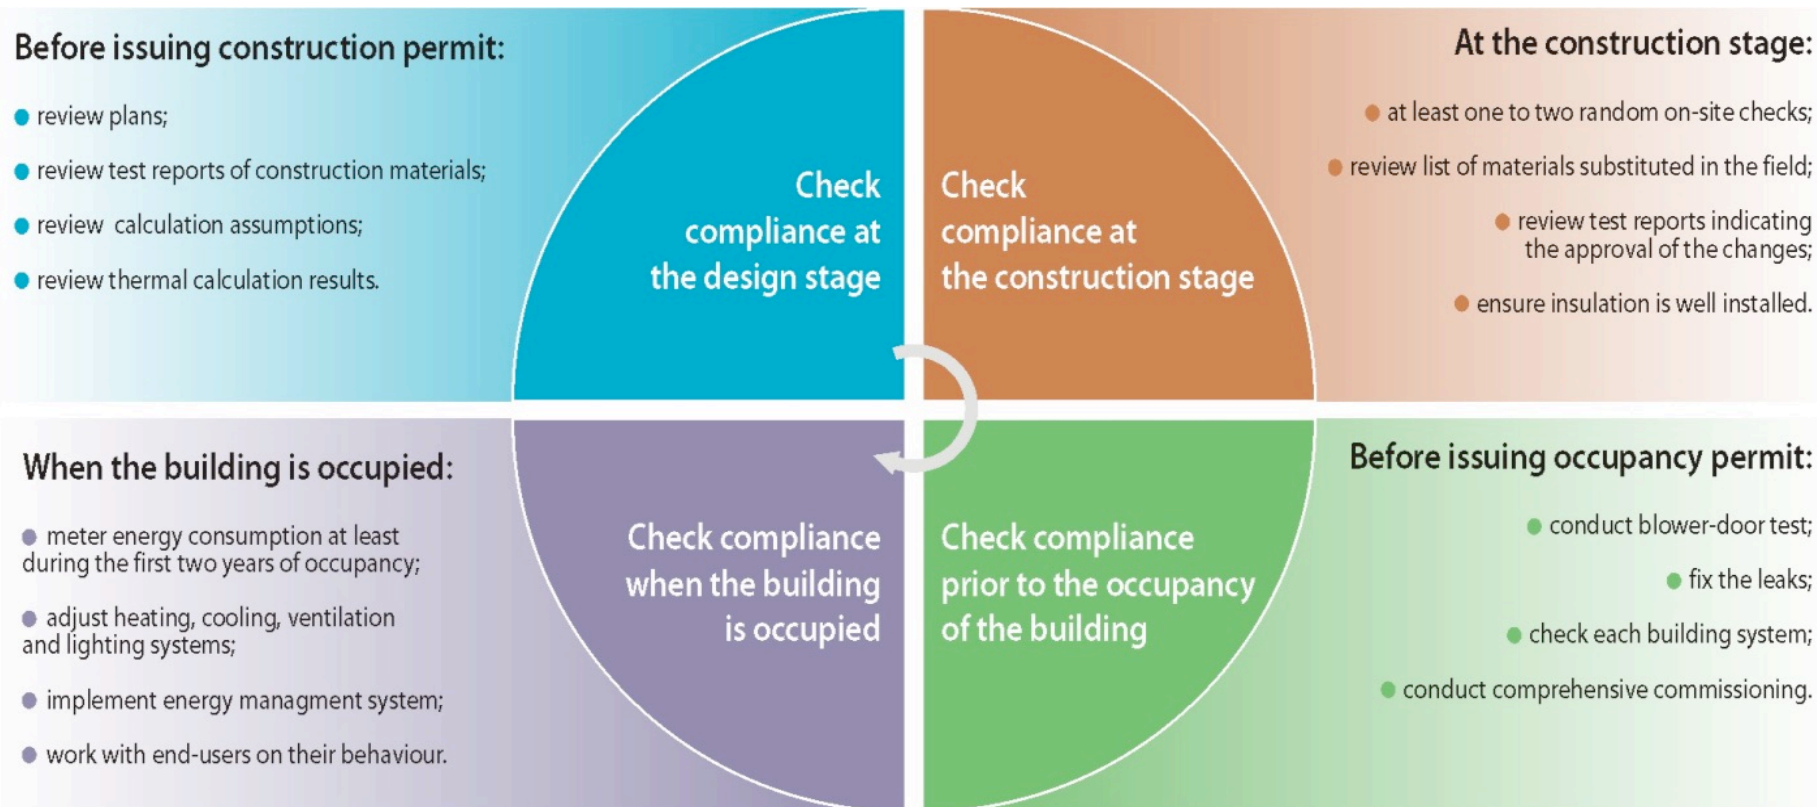 Before issuing construction permit:
● review plans;
● review test reports of construction materials;
● review calculation assumptions;
● review thermal calculation results.
Check
compliance at
the design stage
Check
compliance at
the construction stage
At the construction stage:
● at least one to two random on-site checks;
● review list of materials substituted in the field;
● review test reports indicating
the approval of the changes;
● ensure insulation is well installed.
When the building is occupied:
● meter energy consumption at least
during the first two years of occupancy;
● adjust heating, cooling, ventilation
and lighting systems;
● implement energy managment system;
● work with end-users on their behaviour.
Check compliance
when the building
is occupied
Check compliance
prior to the occupancy
of the building
Before issuing occupancy permit:
● conduct blower-door test;
● fix the leaks;
● check each building system;
● conduct comprehensive commissioning.